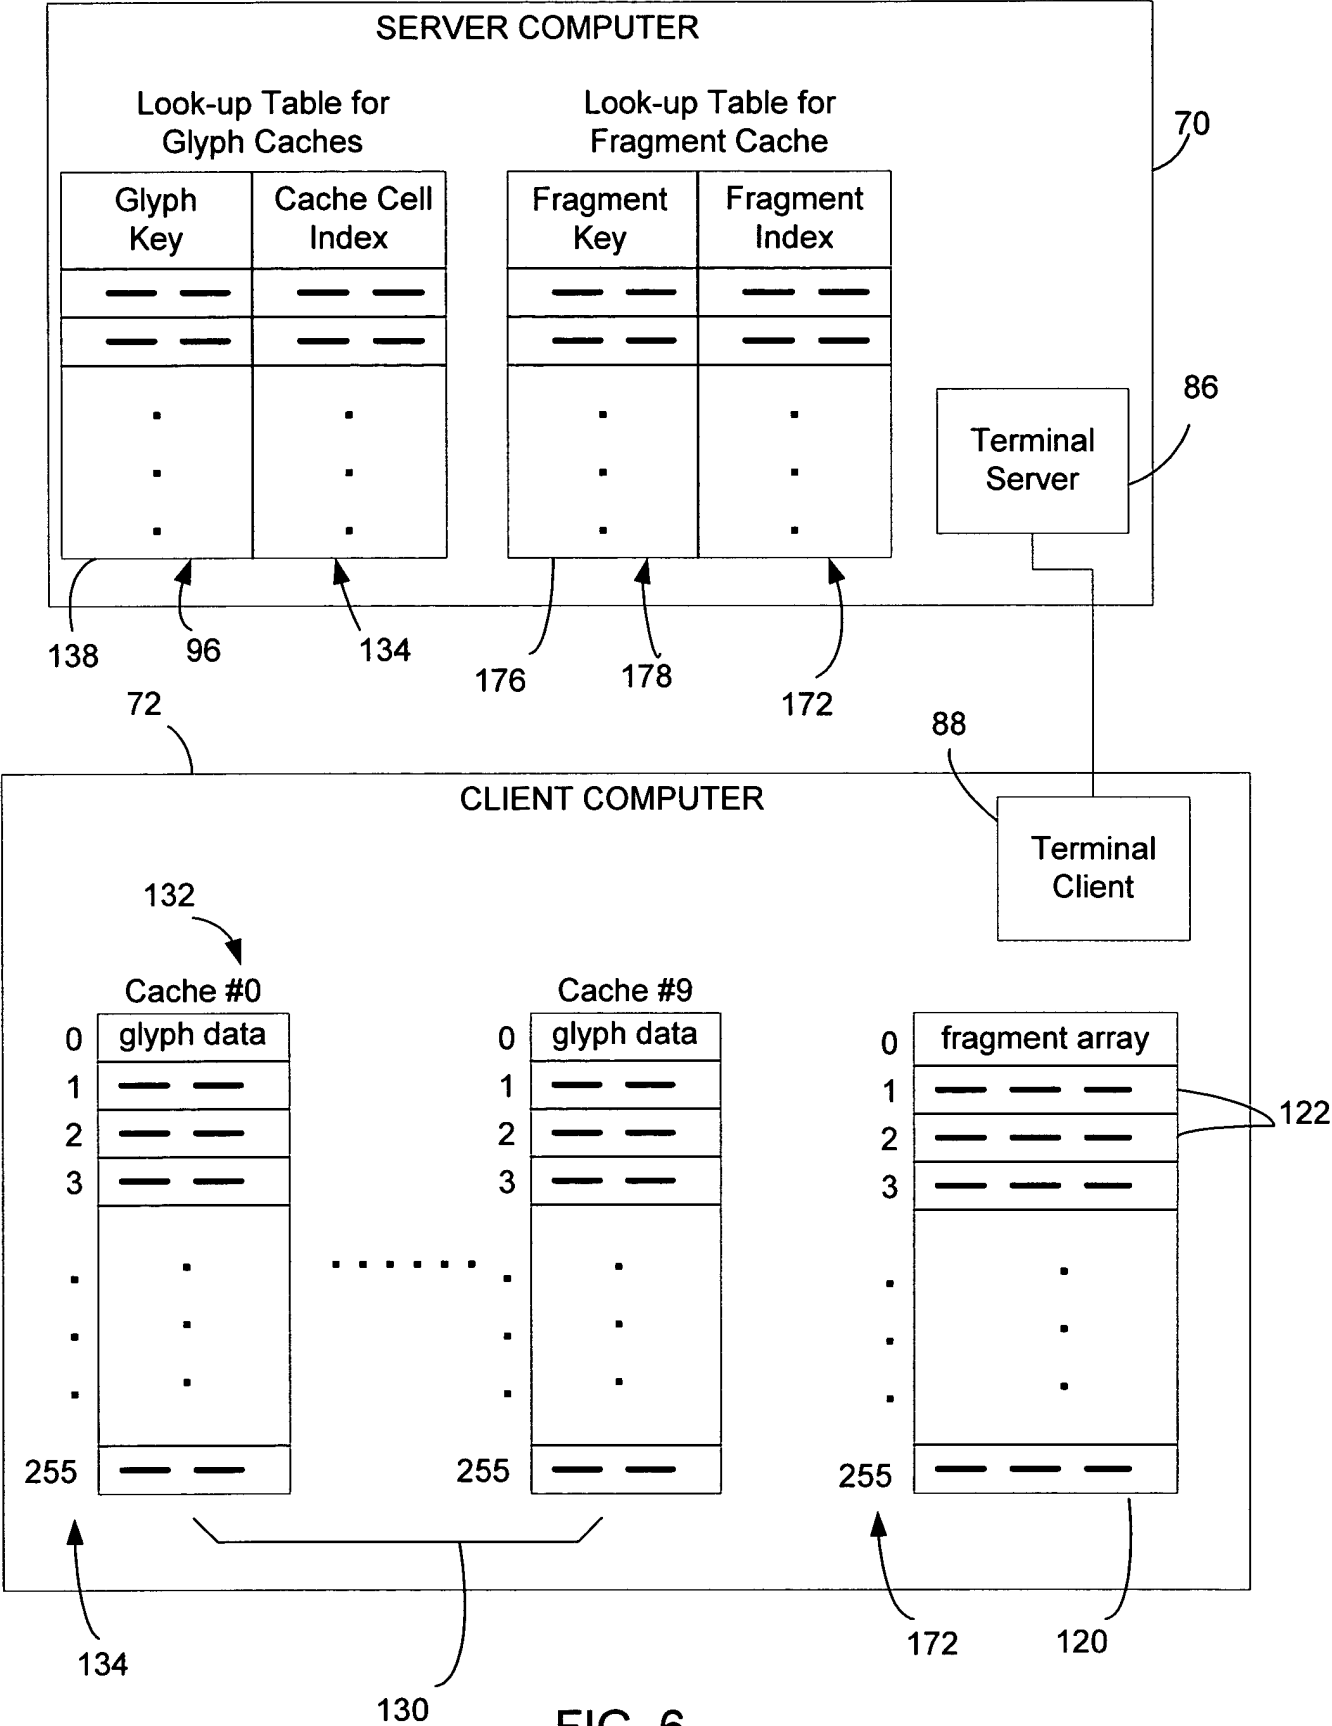 SERVER COMPUTER
Look-up Table for
Glyph Caches
Look-up Table for
Fragment Cache
70
Glyph
Key
Cache Cell
Index
Fragment
Key
Fragment
Index
86
Terminal
Server
138
96
134
176
178
172
72
88
CLIENT COMPUTER
Terminal
Client
132
Cache #0
Cache #9
0
glyph data
0
glyph data
0
fragment array
1
1
1
122
2
2
2
3
3
3
255
255
255
134
130
172
120
FIG. 6